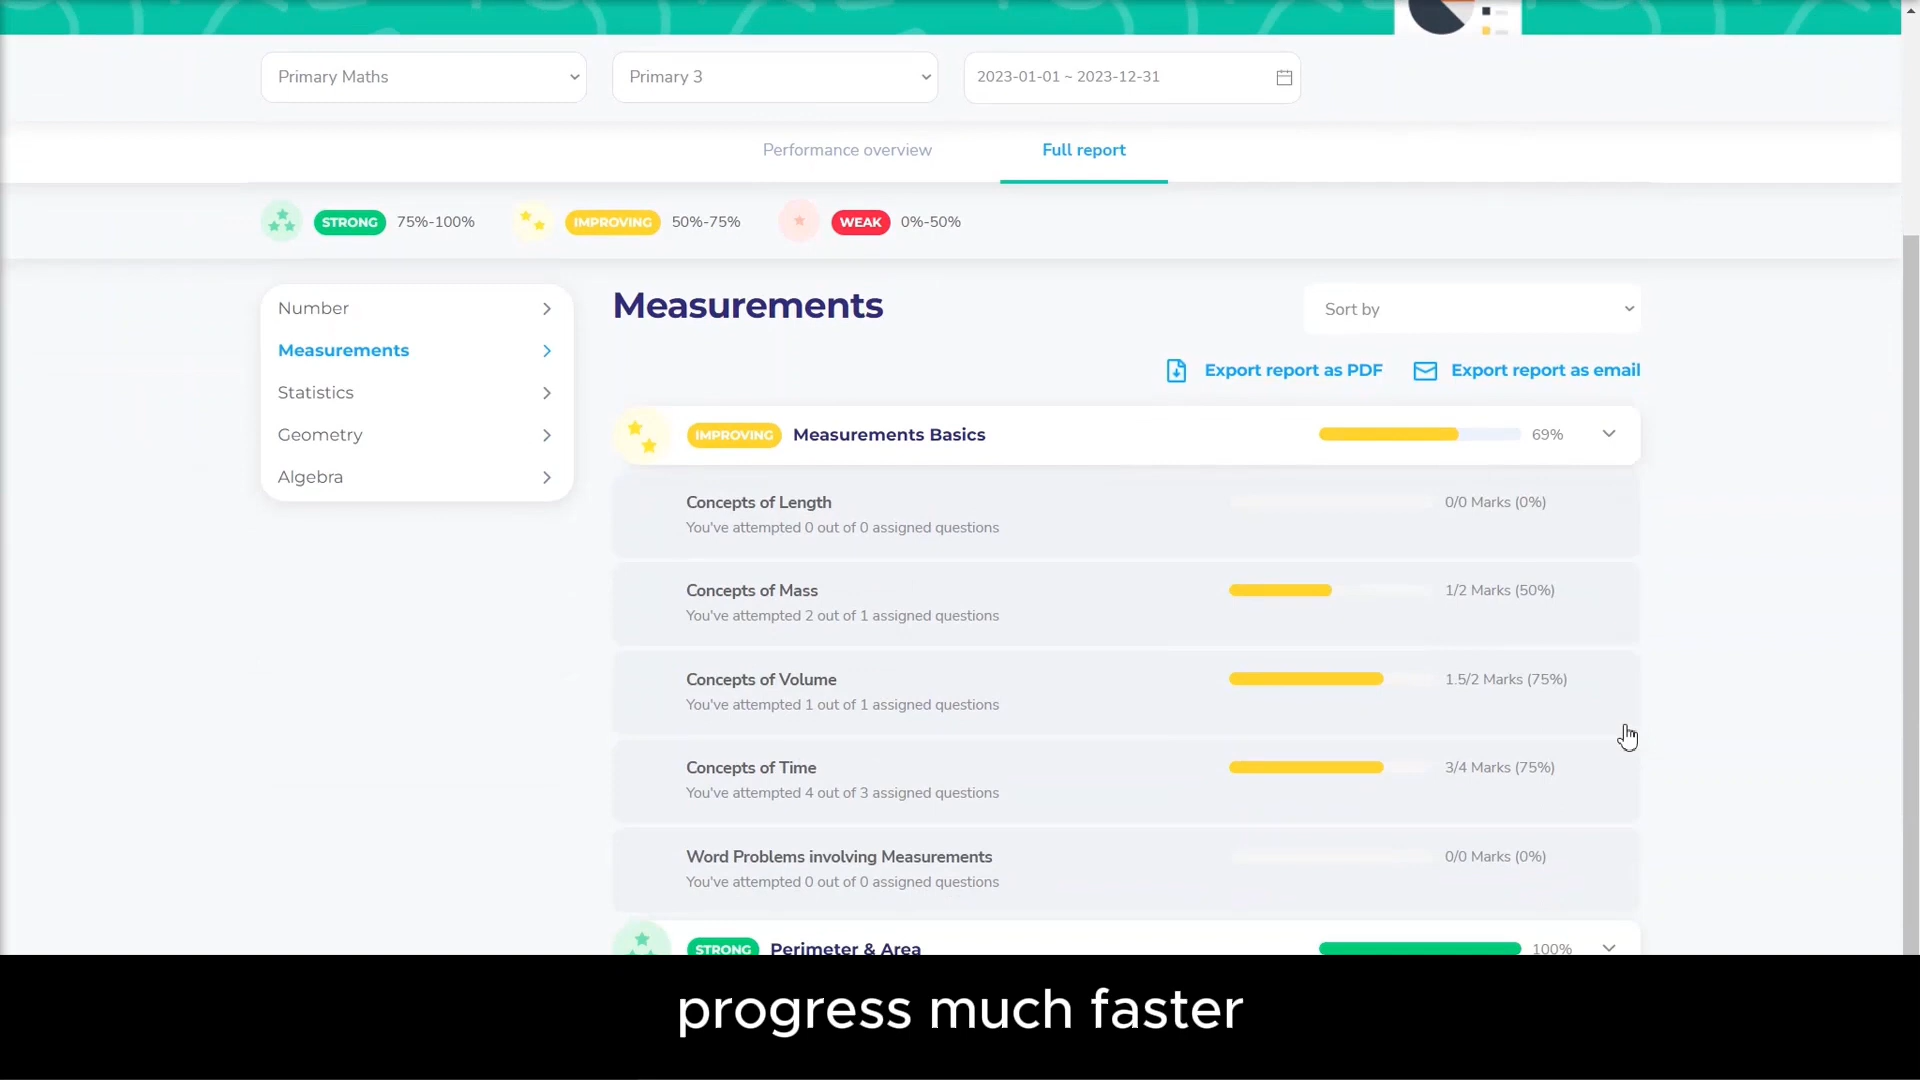 Primary Maths
Primary 3
2023-01-01 ~ 2023-12-31
Performance overview
Full report
STRONG 75%-100%
IMPROVING 50%-75%
WEAK 0%-50%
Number
Measurements
Statistics
Geometry
Algebra
Measurements
Sort by
Export report as PDF
Export report as email
IMPROVING Measurements Basics 69%
Concepts of Length 0/0 Marks (0%)
You've attempted 0 out of 0 assigned questions
Concepts of Mass 1/2 Marks (50%)
You've attempted 2 out of 1 assigned questions
Concepts of Volume 1.5/2 Marks (75%)
You've attempted 1 out of 1 assigned questions
Concepts of Time 3/4 Marks (75%)
You've attempted 4 out of 3 assigned questions
Word Problems involving Measurements 0/0 Marks (0%)
You've attempted 0 out of 0 assigned questions
STRONG Perimeter & Area 100%
progress much faster